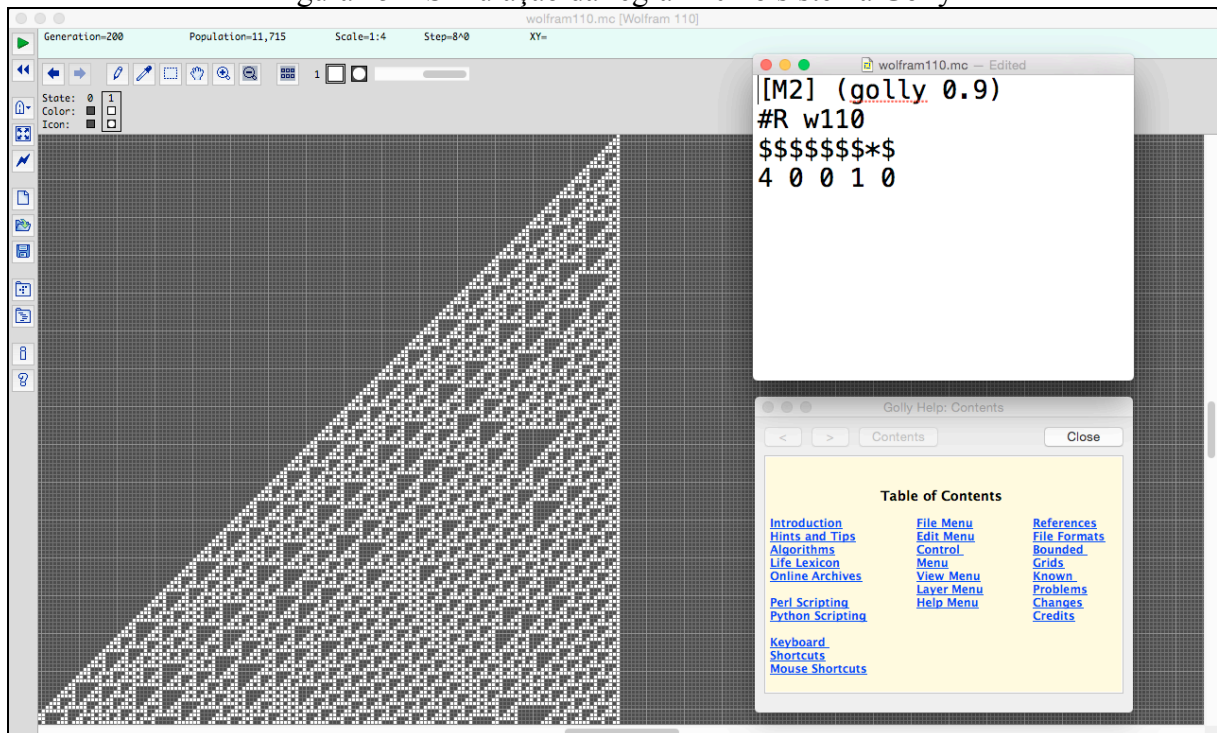 wolfram110.mc [Wolfram 110]
Generation=200 Population=11,715 Scale=1:4 Step=8^0 XY=
1
State: 0 1
Color:
Icon:
wolfram110.mc — Edited
[M2] (golly 0.9)
#R w110
$$$$$$$*$
4 0 0 1 0
Golly Help: Contents
< > Contents Close
Table of Contents
Introduction
Hints and Tips
Algorithms
Life Lexicon
Online Archives
Perl Scripting
Python Scripting
Keyboard
Shortcuts
Mouse Shortcuts
File Menu
Edit Menu
Control
Menu
View Menu
Layer Menu
Help Menu
References
File Formats
Bounded
Grids
Known
Problems
Changes
Credits